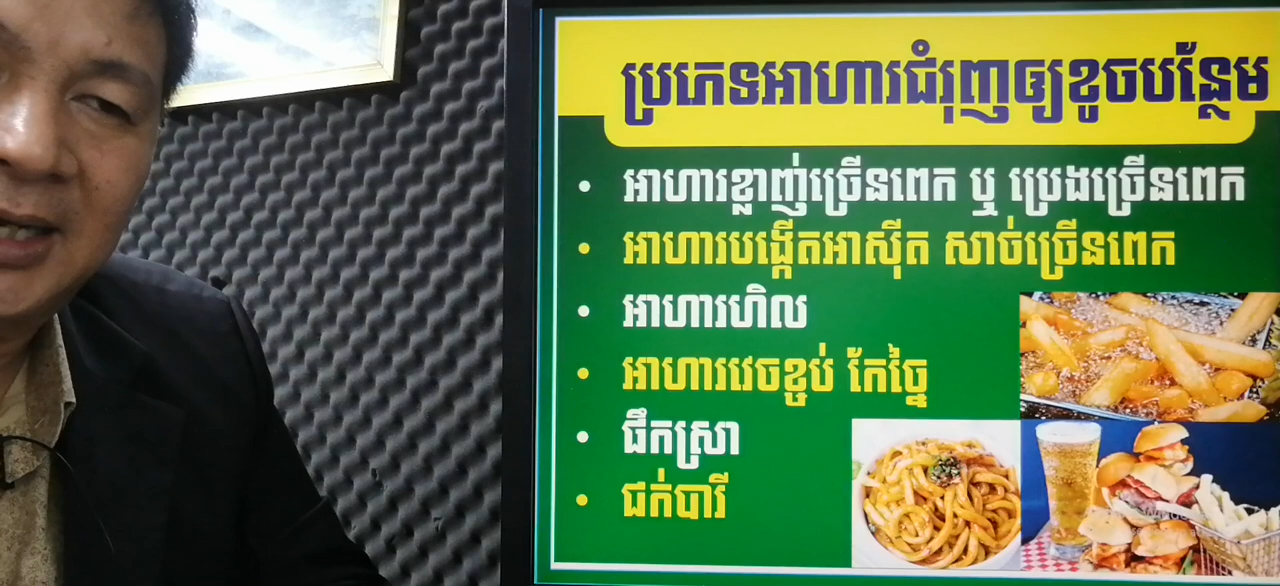 ប្រភេទអាហារជំរុញឲ្យខូចបន្ថែម
• អាហារខ្លាញ់ច្រើនពេក ឬ ប្រេងច្រើនពេក
• អាហារបង្កើតអាស៊ីត សាច់ច្រើនពេក
• អាហារហិល
• អាហារវេចខ្ចប់ កែច្នៃ
• ផឹកស្រា
• ជក់បារី